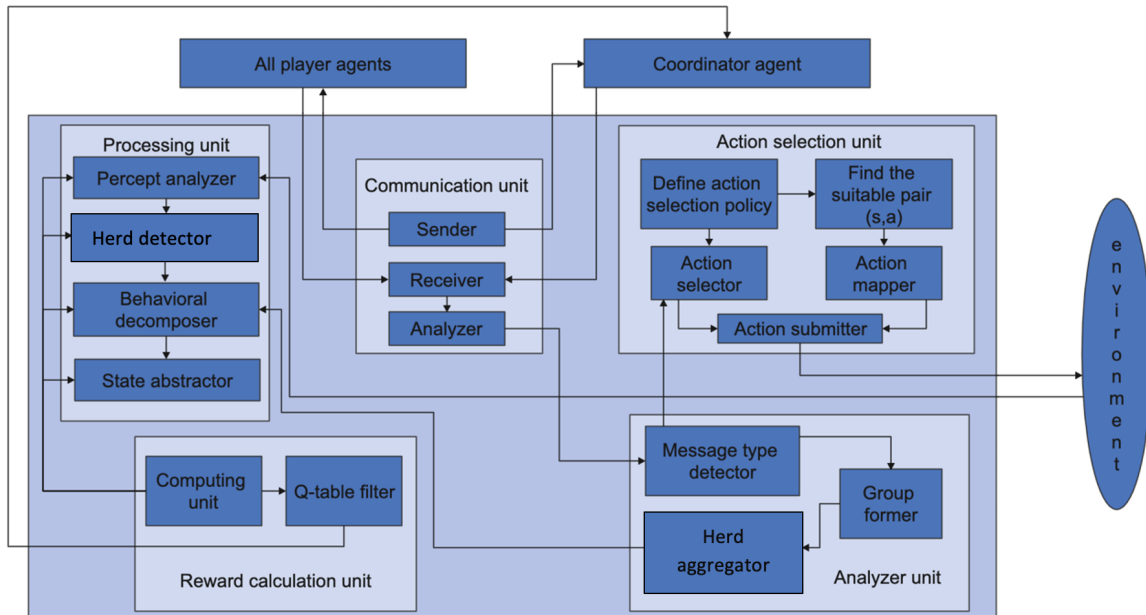 All player agents
Coordinator agent
Processing unit
Percept analyzer
Herd detector
Behavioral
decomposer
State abstractor
Communication unit
Sender
Receiver
Analyzer
Action selection unit
Define action
selection policy
Find the
suitable pair
(s,a)
Action
selector
Action
mapper
Action submitter
environment
Computing
unit
Q-table filter
Reward calculation unit
Message type
detector
Group
former
Herd
aggregator
Analyzer unit